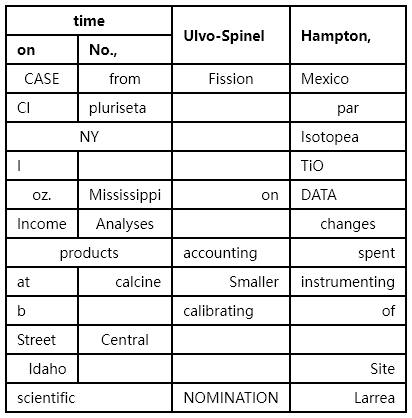 time Ulvo-Spinel Hampton,
on No.,
CASE from Fission Mexico
CI pluriseta par
NY Isotopea
I TiO
oz. Mississippi on DATA
Income Analyses changes
products accounting spent
at calcine Smaller instrumenting
b calibrating of
Street Central
Idaho Site
scientific NOMINATION Larrea